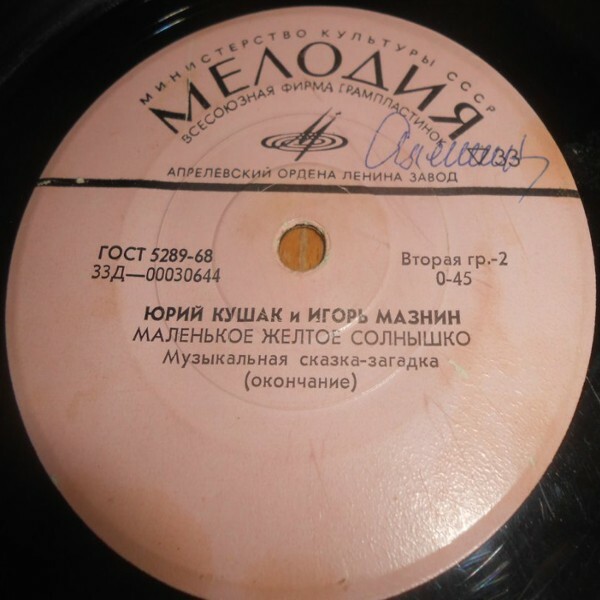 МИНИСТЕРСТВО КУЛЬТУРЫ СССР
МЕЛОДИЯ
ВСЕСОЮЗНАЯ ФИРМА ГРАМПЛАСТИНОК
33
АПРЕЛЕВСКИЙ ОРДЕНА ЛЕНИНА ЗАВОД
ГОСТ 5289-68
33Д—00030644
Вторая гр.-2
0-45
ЮРИЙ КУШАК и ИГОРЬ МАЗНИН
МАЛЕНЬКОЕ ЖЕЛТОЕ СОЛНЫШКО
Музыкальная сказка-загадка
(окончание)